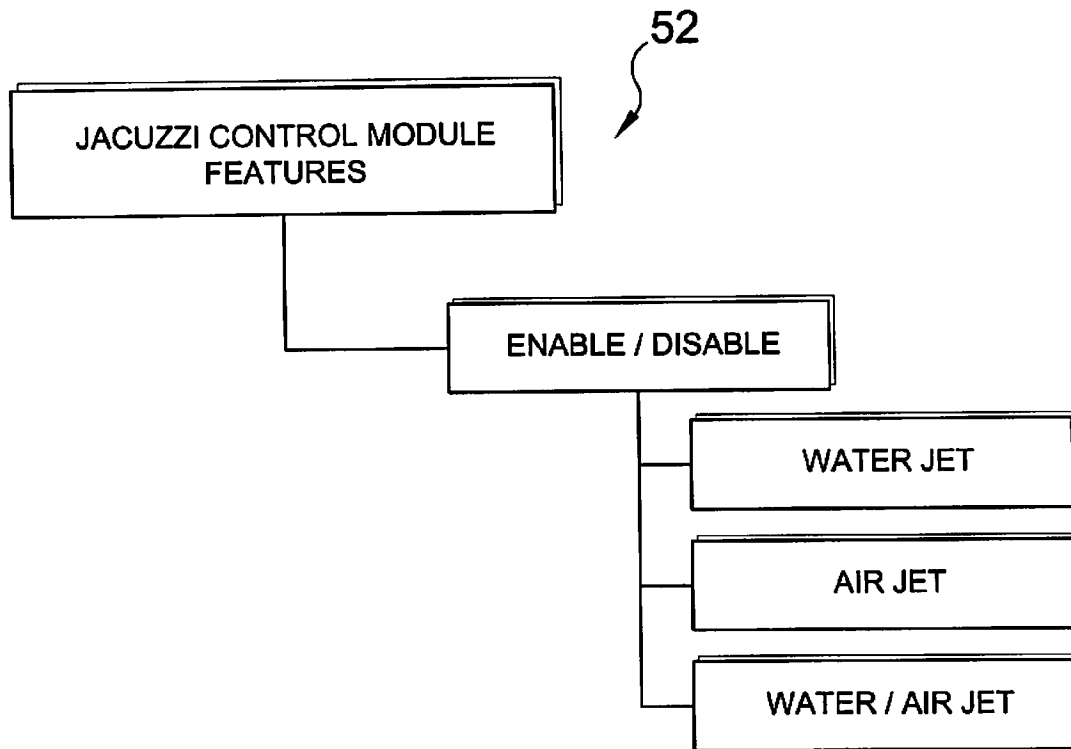 52
JACUZZI CONTROL MODULE
FEATURES
ENABLE / DISABLE
WATER JET
AIR JET
WATER / AIR JET